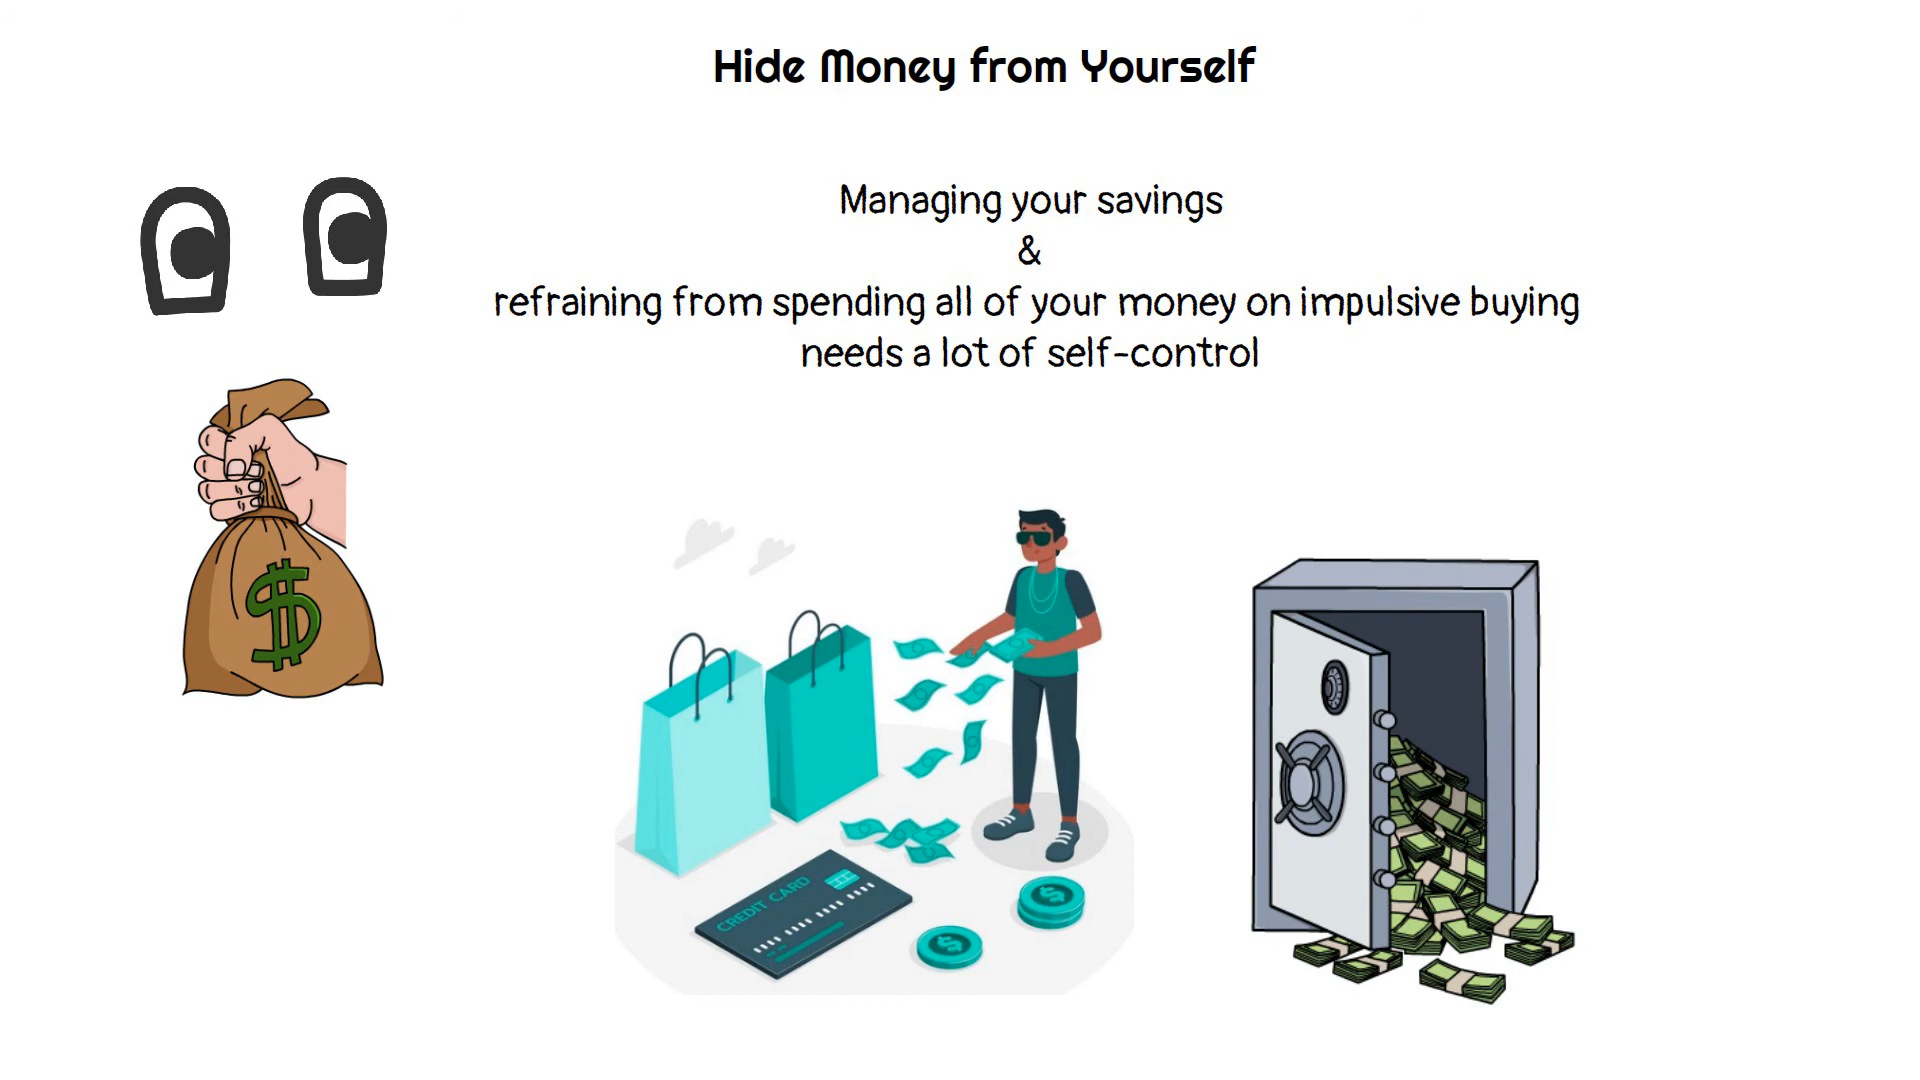 Hide Money from Yourself
Managing your savings
&
refraining from spending all of your money on impulsive buying
needs a lot of self-control
$
CREDIT CARD
$
$